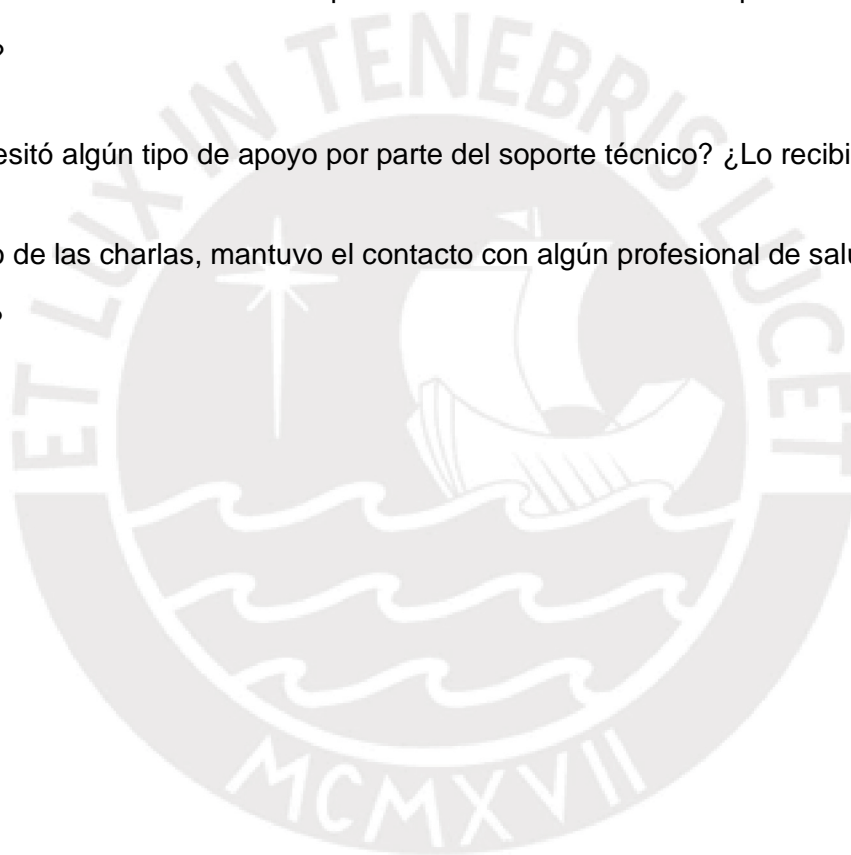 ?
esitó algún tipo de apoyo por parte del soporte técnico? ¿Lo recibi
o de las charlas, mantuvo el contacto con algún profesional de salu
?
ET LUX IN TENEBRIS LUCET
MCMXVII